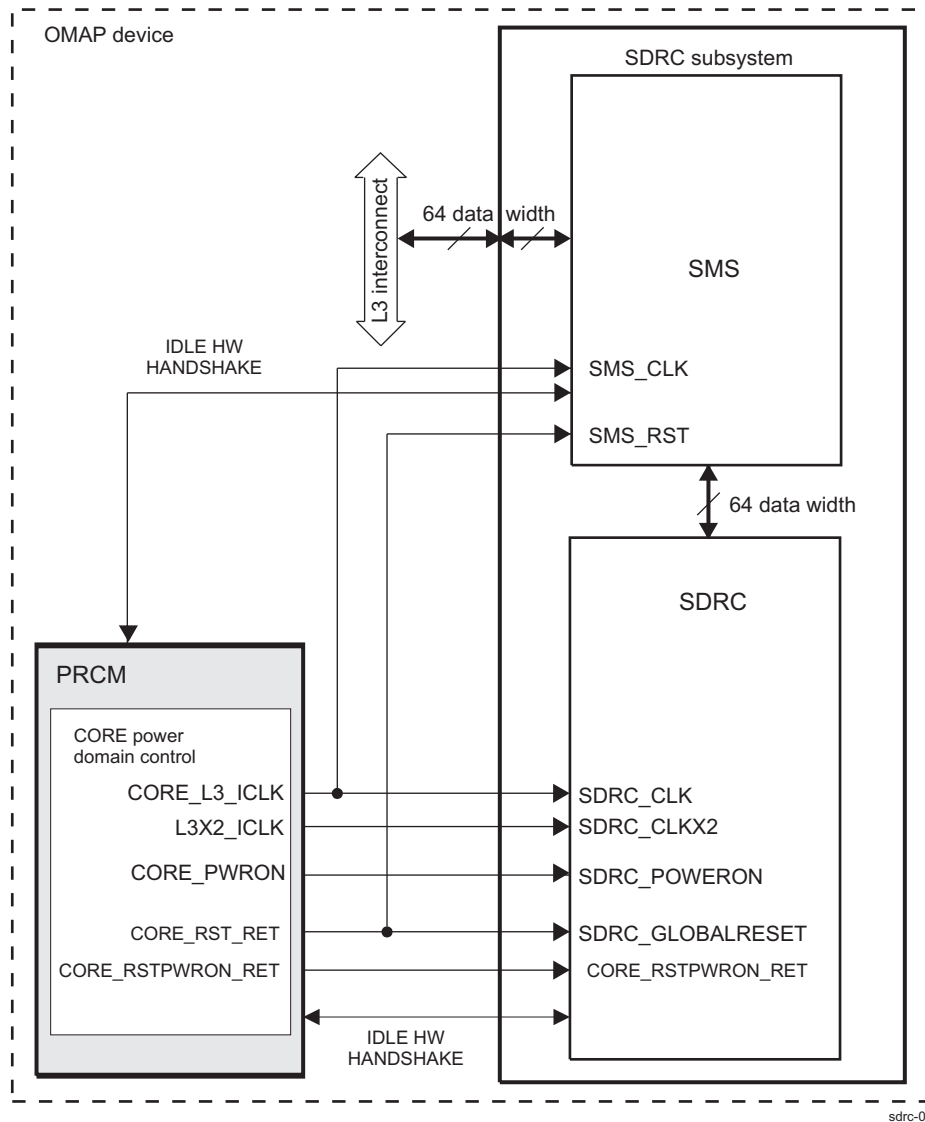 OMAP device
SDRC subsystem
64 data width
L3 interconnect
SMS
IDLE HW
HANDSHAKE
SMS_CLK
SMS_RST
64 data width
SDRC
PRCM
CORE power
domain control
CORE_L3_ICLK
SDRC_CLK
L3X2_ICLK
SDRC_CLKX2
CORE_PWRON
SDRC_POWERON
CORE_RST_RET
SDRC_GLOBALRESET
CORE_RSTPWRON_RET
CORE_RSTPWRON_RET
IDLE HW
HANDSHAKE
sdrc-0